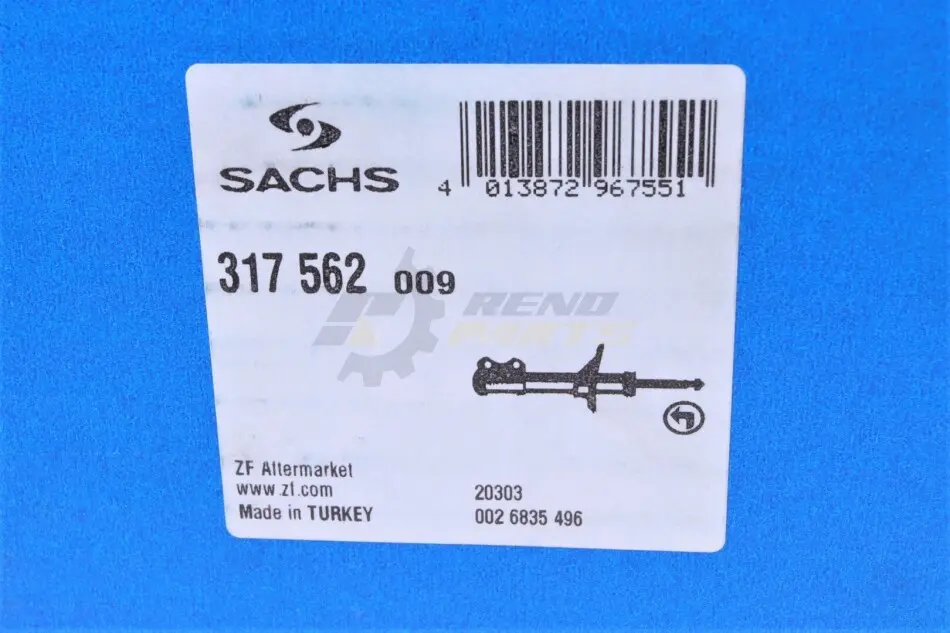 SACHS
4 013872 967551
317 562 009
RENO
PARTS
ZF Aftermarket
www.zf.com
Made in TURKEY
20303
002 6835 496